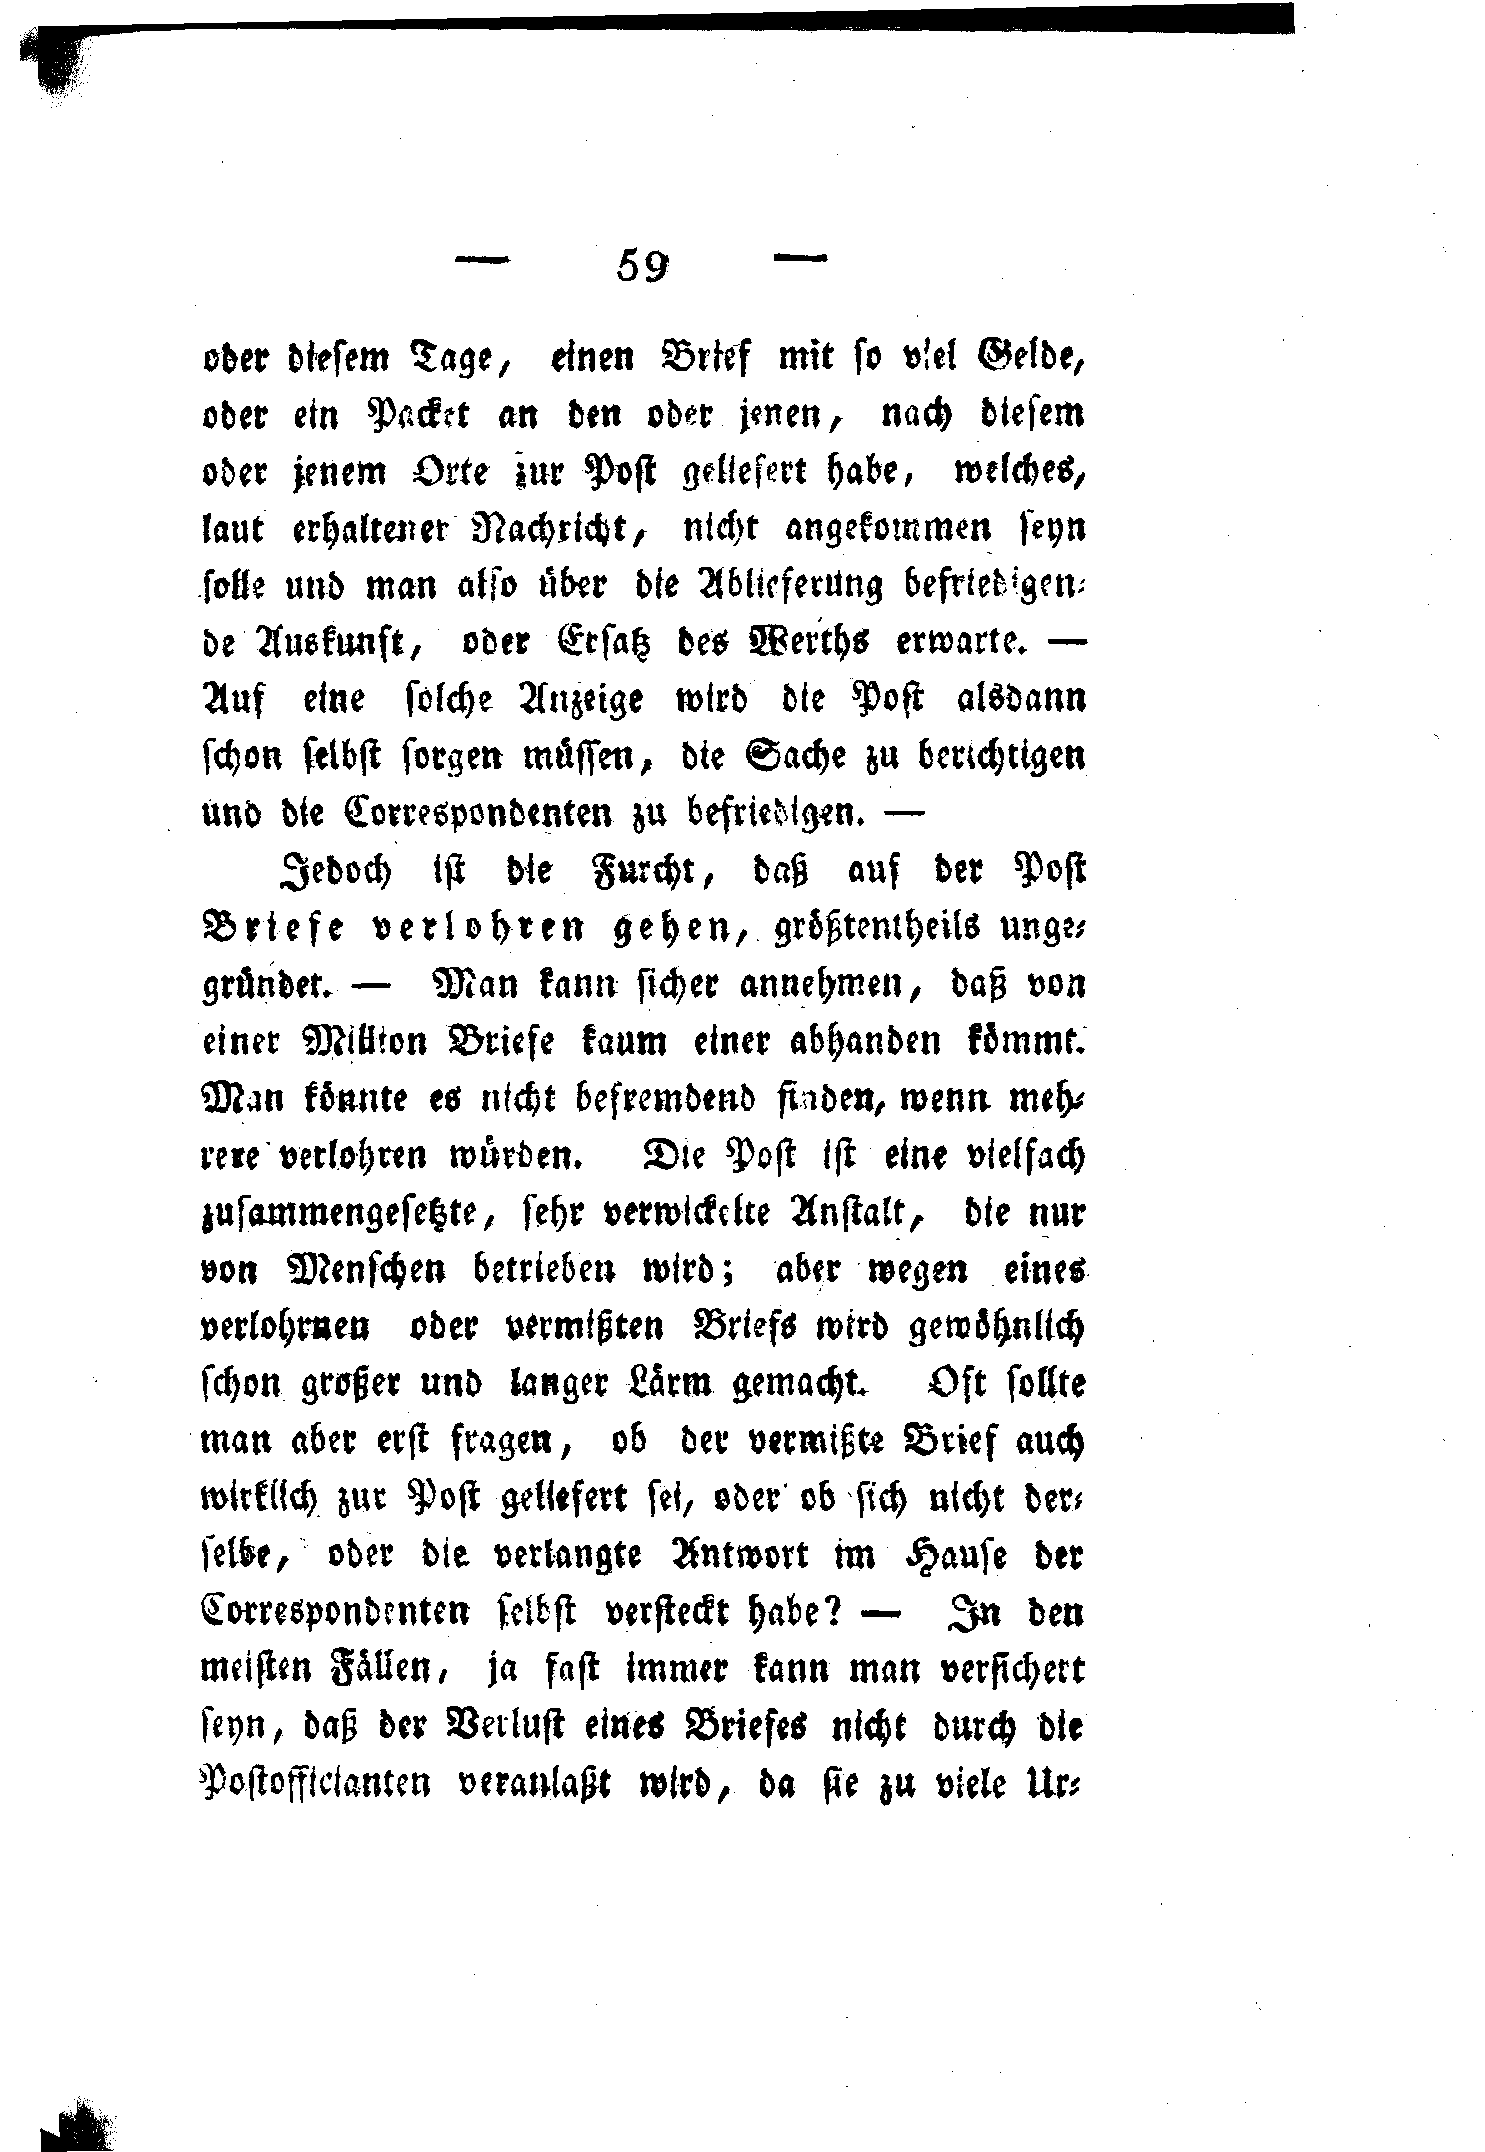 — 59 —
oder dieſem Tage, einen Brief mit ſo viel Gelde,
oder ein Packet an den oder jenen, nach dieſem
oder jenem Orte zur Poſt geliefert habe, welches,
laut erhaltener Nachricht, nicht angekommen ſeyn
ſolle und man alſo über die Ablieferung befriedigen-
de Auskunft, oder Erſatz des Werths erwarte. —
Auf eine ſolche Anzeige wird die Poſt alsdann
ſchon ſelbſt ſorgen müſſen, die Sache zu berichtigen
und die Correspondenten zu befriedigen. —
Jedoch iſt die Furcht, daß auf der Poſt
Briefe verlohren gehen, größtentheils unge-
gründet. — Man kann ſicher annehmen, daß von
einer Million Briefe kaum einer abhanden kömmt.
Man könnte es nicht befremdend finden, wenn meh-
rere verlohren würden. Die Poſt iſt eine vielfach
zuſammengeſetzte, ſehr verwickelte Anſtalt, die nur
von Menſchen betrieben wird; aber wegen eines
verlohrnen oder vermißten Briefs wird gewöhnlich
ſchon großer und langer Lärm gemacht. Oft ſollte
man aber erſt fragen, ob der vermißte Brief auch
wirklich zur Poſt geliefert ſei, oder ob ſich nicht der-
ſelbe, oder die verlangte Antwort im Hauſe der
Correspondenten ſelbſt verſteckt habe? — In den
meiſten Fällen, ja faſt immer kann man verſichert
ſeyn, daß der Verluſt eines Briefes nicht durch die
Poſtofficianten veranlaßt wird, da ſie zu viele Ur-